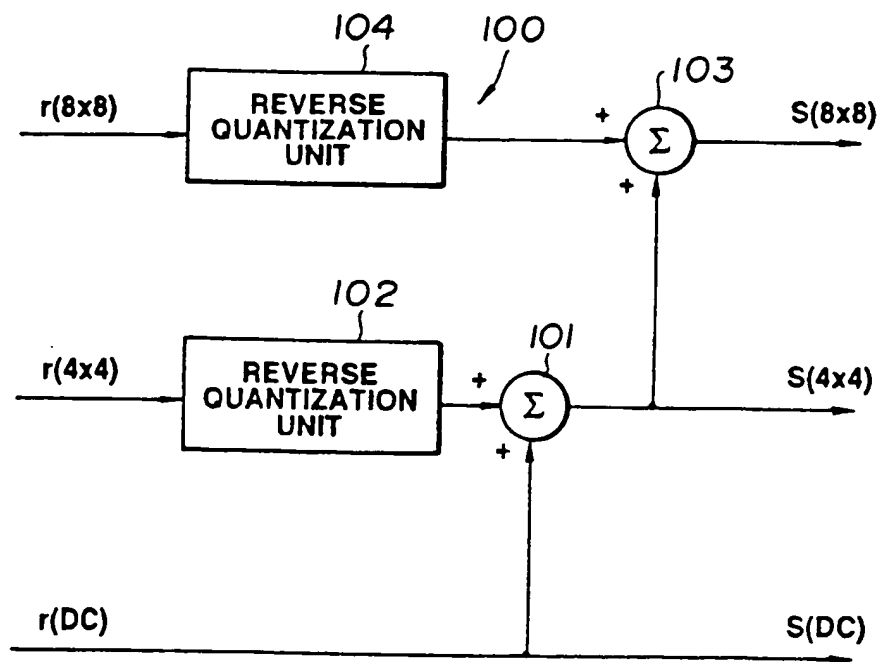 104
100
103
r(8x8)
REVERSE
QUANTIZATION
UNIT
+
Σ
+
S(8x8)
102
101
r(4x4)
REVERSE
QUANTIZATION
UNIT
+
Σ
+
S(4x4)
r(DC)
S(DC)